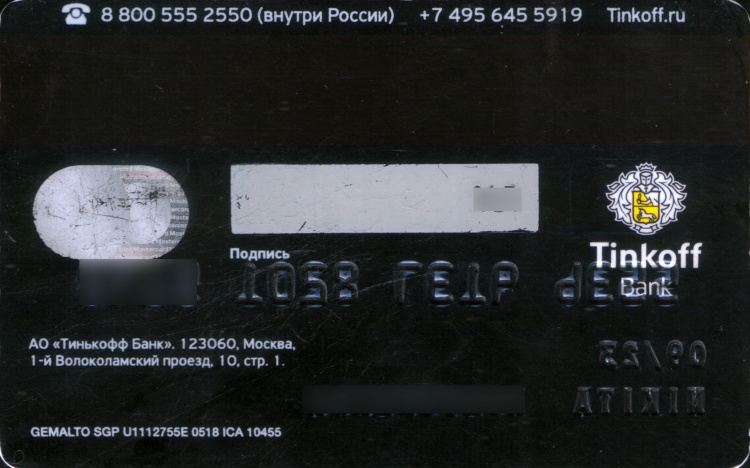 8 800 555 2550 (внутри России) +7 495 645 5919 Tinkoff.ru
Подпись
Tinkoff
Bank
АО «Тинькофф Банк». 123060, Москва,
1-й Волоколамский проезд, 10, стр. 1.
NIKITA
GEMALTO SGP U1112755E 0518 ICA 10455